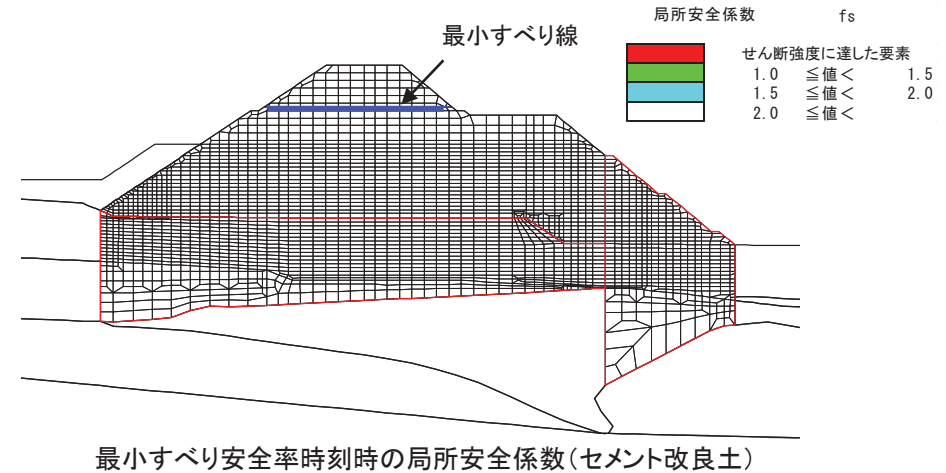 局所安全係数 fs
最小すべり線
せん断強度に達した要素
1.0 ≦値< 1.5
1.5 ≦値< 2.0
2.0 ≦値<
最小すべり安全率時刻時の局所安全係数(セメント改良土)